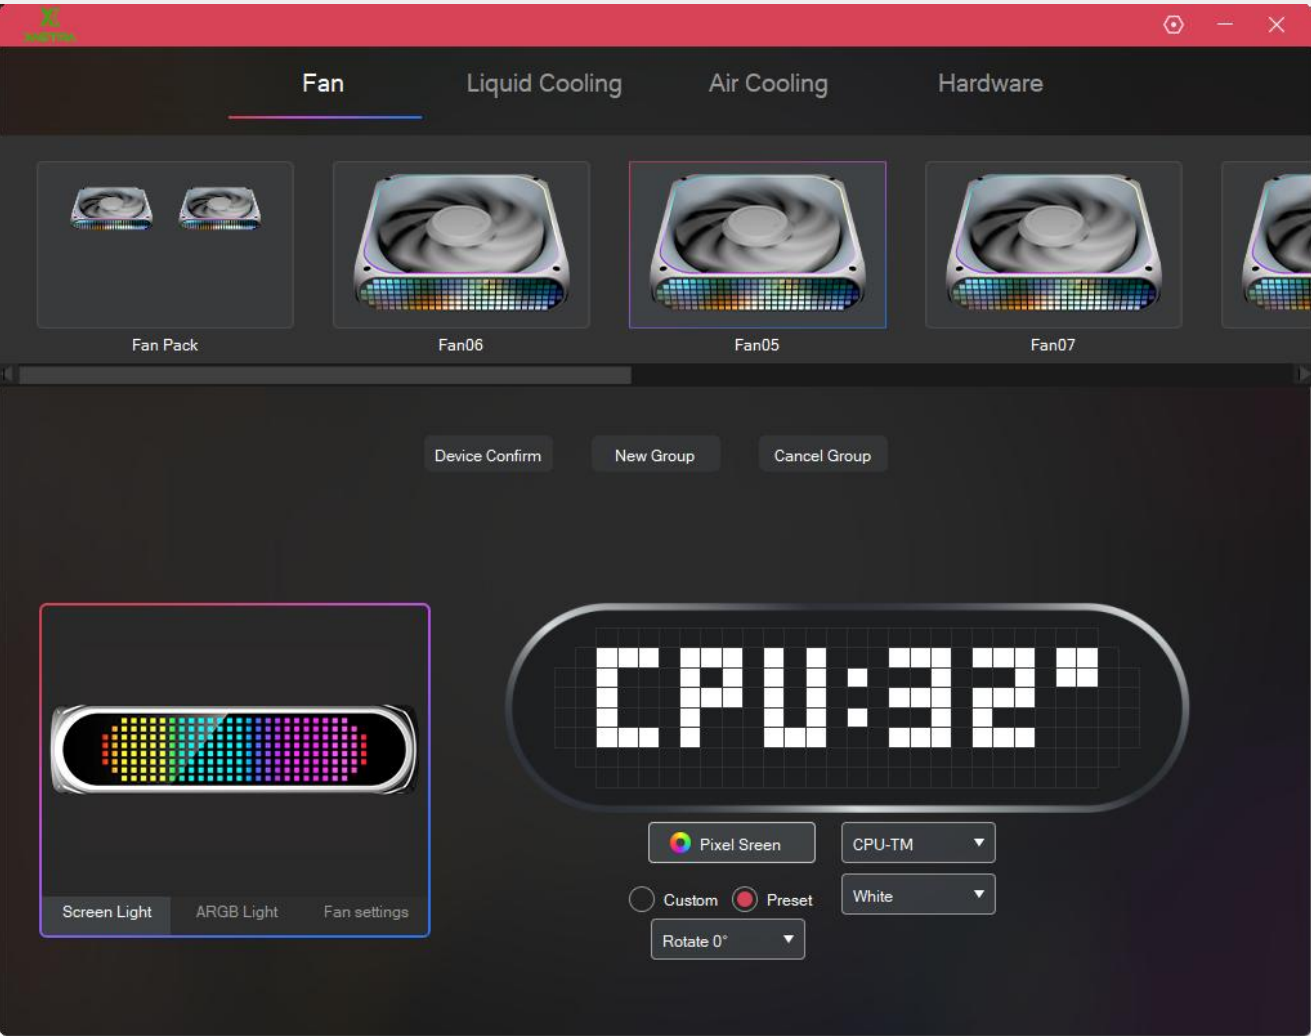 Fan
Liquid Cooling
Air Cooling
Hardware
Fan Pack
Fan06
Fan05
Fan07
Device Confirm
New Group
Cancel Group
CPU:32°
Pixel Sreen
CPU-TM
Custom
Preset
White
Rotate 0°
Screen Light
ARGB Light
Fan settings